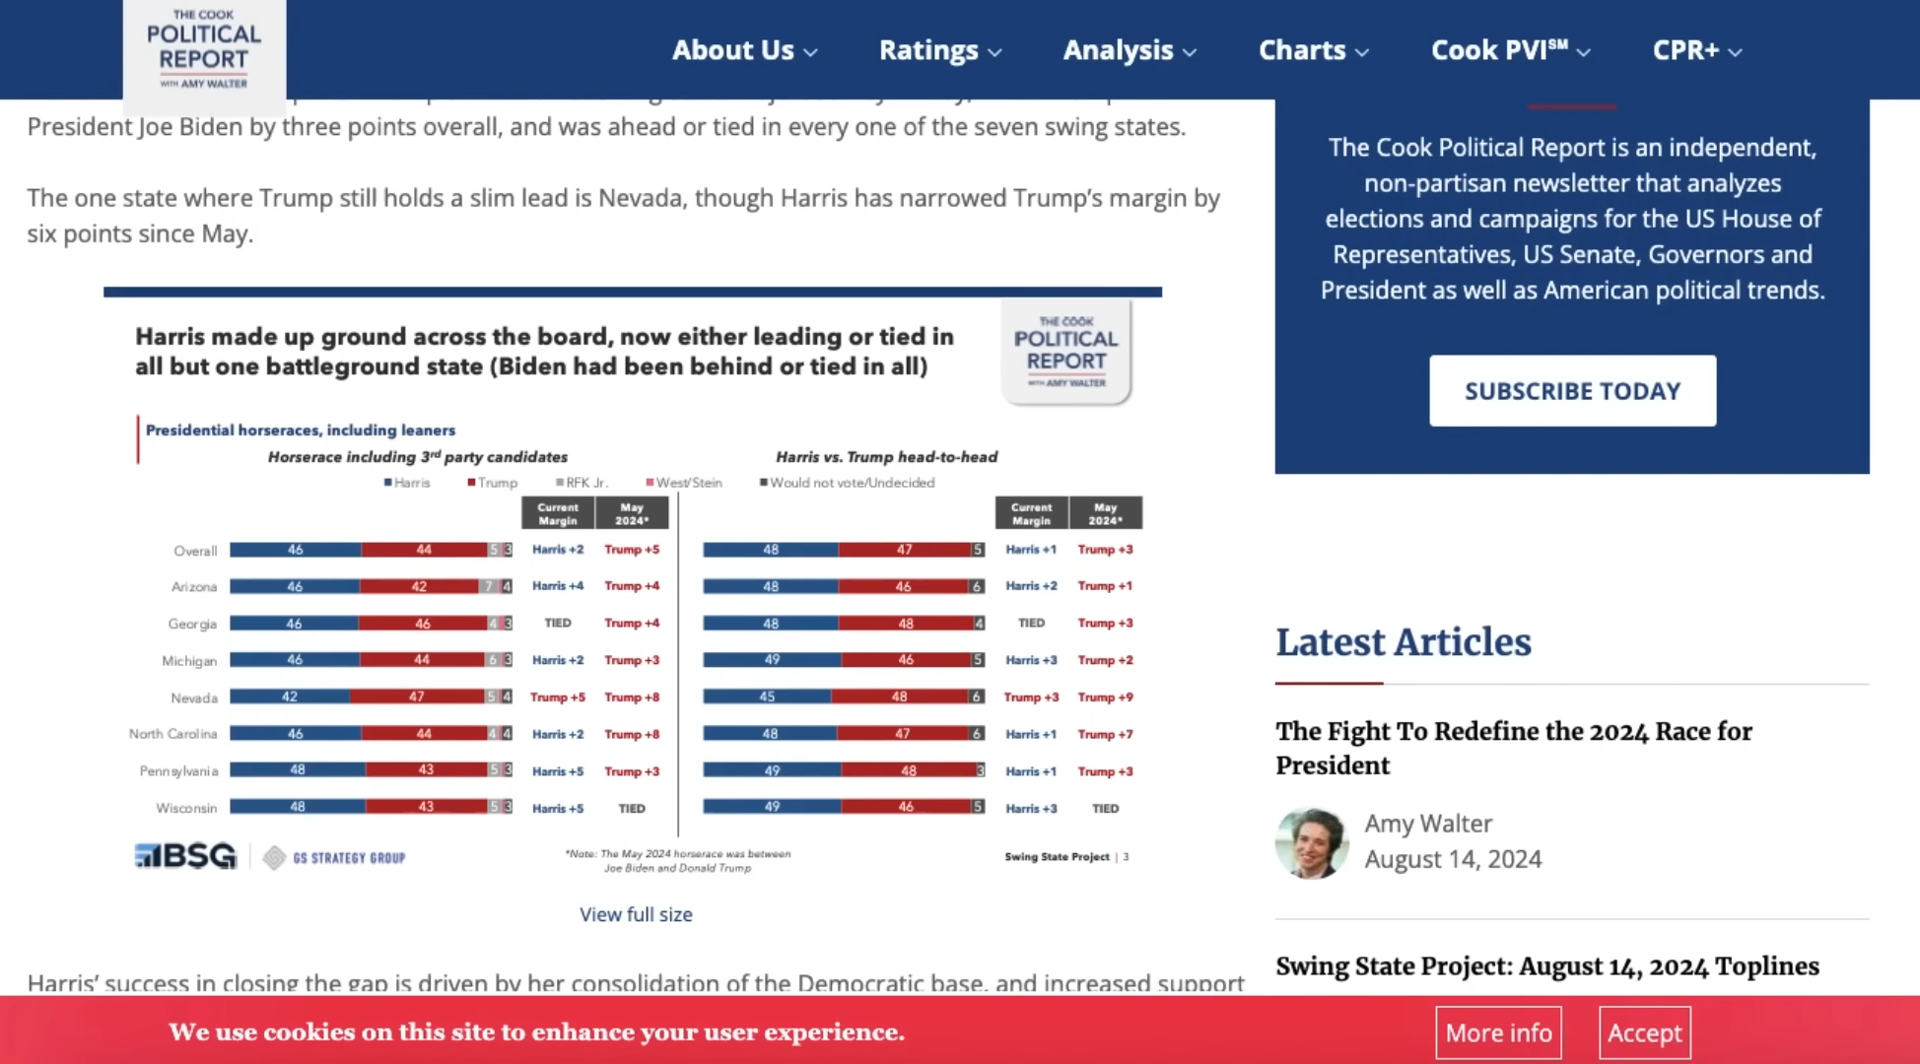 THE COOK
POLITICAL
REPORT
WITH AMY WALTER
About Us
Ratings
Analysis
Charts
Cook PVI℠
CPR+
President Joe Biden by three points overall, and was ahead or tied in every one of the seven swing states.
The one state where Trump still holds a slim lead is Nevada, though Harris has narrowed Trump’s margin by
six points since May.
Harris made up ground across the board, now either leading or tied in
all but one battleground state (Biden had been behind or tied in all)
THE COOK
POLITICAL
REPORT
WITH AMY WALTER
Presidential horseraces, including leaners
Horserace including 3rd party candidates
Harris vs. Trump head-to-head
Harris Trump RFK Jr. West/Stein Would not vote/Undecided
Current Margin May 2024* Current Margin May 2024*
Overall 46 44 5 3 Harris +2 Trump +5 48 47 5 Harris +1 Trump +3
Arizona 46 42 7 4 Harris +4 Trump +4 48 46 6 Harris +2 Trump +1
Georgia 46 46 4 3 TIED Trump +4 48 48 4 TIED Trump +3
Michigan 46 44 6 3 Harris +2 Trump +3 49 46 5 Harris +3 Trump +2
Nevada 42 47 5 4 Trump +5 Trump +8 45 48 6 Trump +3 Trump +9
North Carolina 46 44 4 4 Harris +2 Trump +8 48 47 6 Harris +1 Trump +7
Pennsylvania 48 43 5 3 Harris +5 Trump +3 49 48 3 Harris +1 Trump +3
Wisconsin 48 43 5 3 Harris +5 TIED 49 46 5 Harris +3 TIED
BSG
GS STRATEGY GROUP
*Note: The May 2024 horserace was between
Joe Biden and Donald Trump
Swing State Project | 3
View full size
Harris’ success in closing the gap is driven by her consolidation of the Democratic base, and increased support
The Cook Political Report is an independent,
non-partisan newsletter that analyzes
elections and campaigns for the US House of
Representatives, US Senate, Governors and
President as well as American political trends.
SUBSCRIBE TODAY
Latest Articles
The Fight To Redefine the 2024 Race for
President
Amy Walter
August 14, 2024
Swing State Project: August 14, 2024 Toplines
We use cookies on this site to enhance your user experience.
More info
Accept